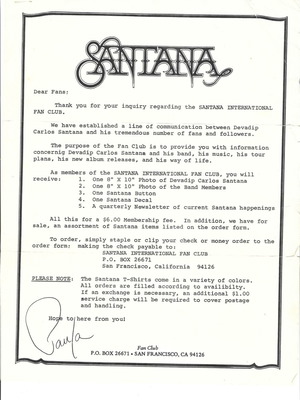 SANTANA
Dear Fans:
Thank you for your inquiry regarding the SANTANA INTERNATIONAL
FAN CLUB.
We have established a line of communication between Devadip
Carlos Santana and his tremendous number of fans and followers.
The purpose of the Fan Club is to provide you with information
concernig Devadip Santana and his band, his music, his tour
plans, his new album releases, and his way of life.
As members of the SANTANA INTERNATIONAL FAN CLUB, you will
receive: 1. One 8" X 10" Photo of Devadip Carlos Santana
2. One 8" X 10" Photo of the Band Members
3. One Santana Button
4. One Santana Decal
5. A quarterly Newsletter of current Santana happenings
All this for a $6.00 Membership fee. In addition, we have for
sale, an assortment of Santana items listed on the order form.
To order, simply staple or clip your check or money order to the
order form: making the check payable to:
SANTANA INTERNATIONAL FAN CLUB
P.O. BOX 26671
San Francisco, California 94126
PLEASE NOTE: The Santana T-Shirts come in a variety of colors.
All orders are filled according to availibilty.
If an exchange is necessary, an additional $1.00
service charge will be required to cover postage
and handling.
Hope to hear from you;
Fan Club
P.O. BOX 26671 • SAN FRANCISCO, CA 94126